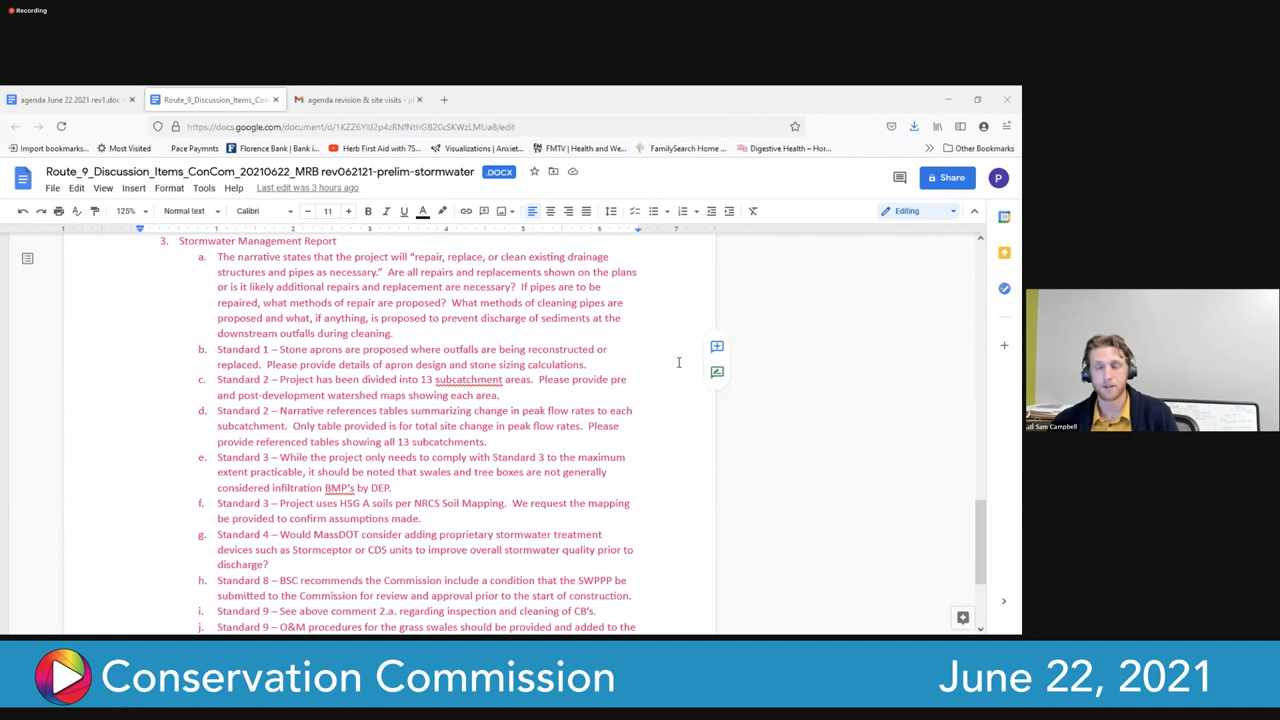 Recording
agenda June 22 2021 rev1.doc
Route_9_Discussion_Items_Con
agenda revision & site visits - pl
https://docs.google.com/document/d/
/edit
Import bookmarks...
Most Visited
Pace Paymnts
Florence Bank | Bank i...
Herb First Aid with 7S...
Visualizations | Anxiet...
FMTV | Health and We...
FamilySearch Home ...
Digestive Health – Hor...
Other Bookmarks
Route_9_Discussion_Items_ConCom_20210622_MRB rev062121-prelim-stormwater
.DOCX
Share
P
File Edit View Insert Format Tools Help Last edit was 3 hours ago
125% Normal text Calibri 11 B I U A Editing
1 1 2 3 4 5 6 7
3. Stormwater Management Report
a. The narrative states that the project will "repair, replace, or clean existing drainage
structures and pipes as necessary." Are all repairs and replacements shown on the plans
or is it likely additional repairs and replacement are necessary? If pipes are to be
repaired, what methods of repair are proposed? What methods of cleaning pipes are
proposed and what, if anything, is proposed to prevent discharge of sediments at the
downstream outfalls during cleaning.
b. Standard 1 – Stone aprons are proposed where outfalls are being reconstructed or
replaced. Please provide details of apron design and stone sizing calculations.
c. Standard 2 – Project has been divided into 13 subcatchment areas. Please provide pre
and post-development watershed maps showing each area.
d. Standard 2 – Narrative references tables summarizing change in peak flow rates to each
subcatchment. Only table provided is for total site change in peak flow rates. Please
provide referenced tables showing all 13 subcatchments.
e. Standard 3 – While the project only needs to comply with Standard 3 to the maximum
extent practicable, it should be noted that swales and tree boxes are not generally
considered infiltration BMP's by DEP.
f. Standard 3 – Project uses HSG A soils per NRCS Soil Mapping. We request the mapping
be provided to confirm assumptions made.
g. Standard 4 – Would MassDOT consider adding proprietary stormwater treatment
devices such as Stormceptor or CDS units to improve overall stormwater quality prior to
discharge?
h. Standard 8 – BSC recommends the Commission include a condition that the SWPPP be
submitted to the Commission for review and approval prior to the start of construction.
i. Standard 9 – See above comment 2.a. regarding inspection and cleaning of CB's.
j. Standard 9 – O&M procedures for the grass swales should be provided and added to the
Sam Campbell
Conservation Commission
June 22, 2021